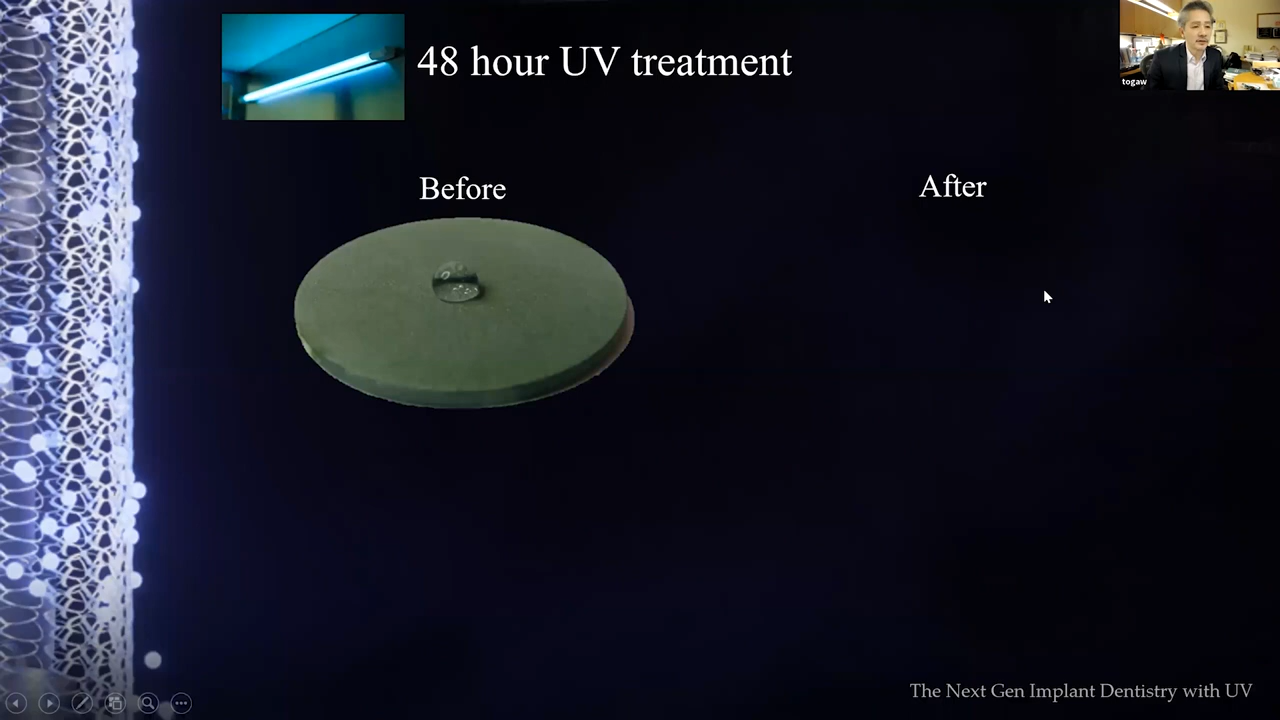 48 hour UV treatment
togaw
Before
After
The Next Gen Implant Dentistry with UV